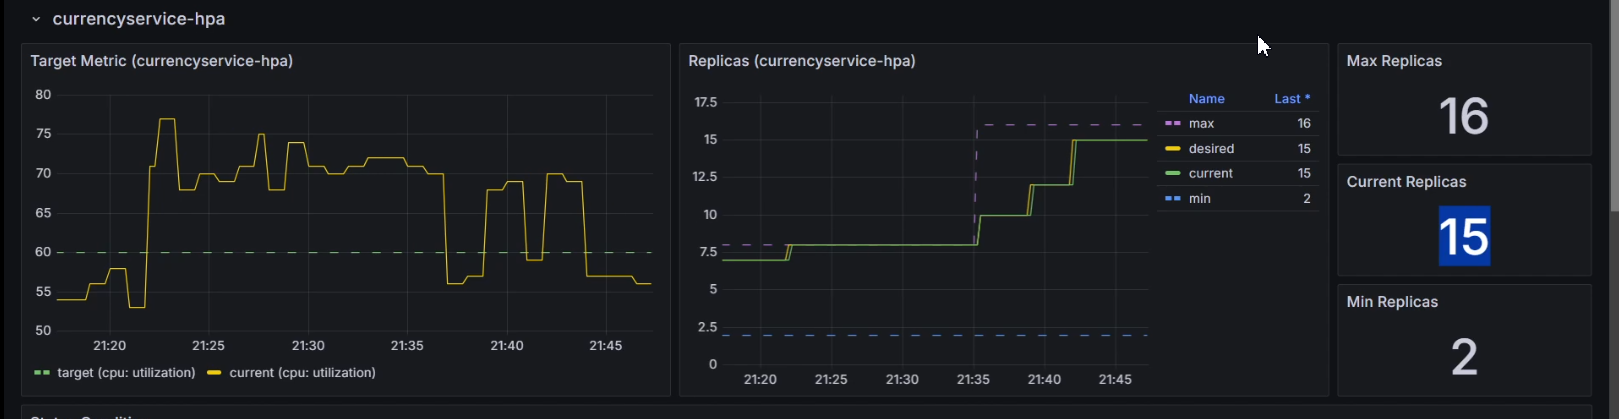 currencyservice-hpa
Target Metric (currencyservice-hpa)
80
75
70
65
60
55
50
21:20 21:25 21:30 21:35 21:40 21:45
target (cpu: utilization) current (cpu: utilization)
Replicas (currencyservice-hpa)
17.5
15
12.5
10
7.5
5
2.5
0
21:20 21:25 21:30 21:35 21:40 21:45
Name Last *
max 16
desired 15
current 15
min 2
Max Replicas
16
Current Replicas
15
Min Replicas
2